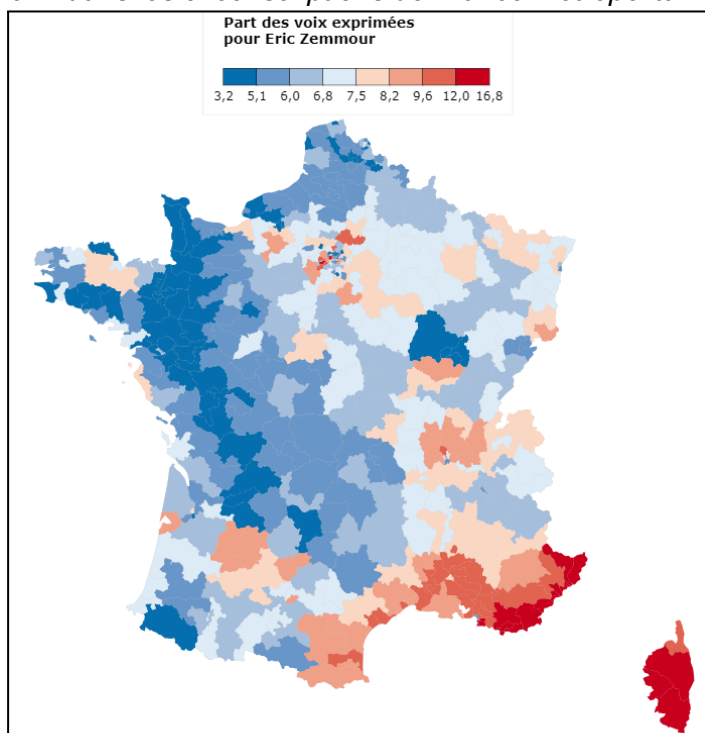 Part des voix exprimées
pour Eric Zemmour
3,2 5,1 6,0 6,8 7,5 8,2 9,6 12,0 16,8